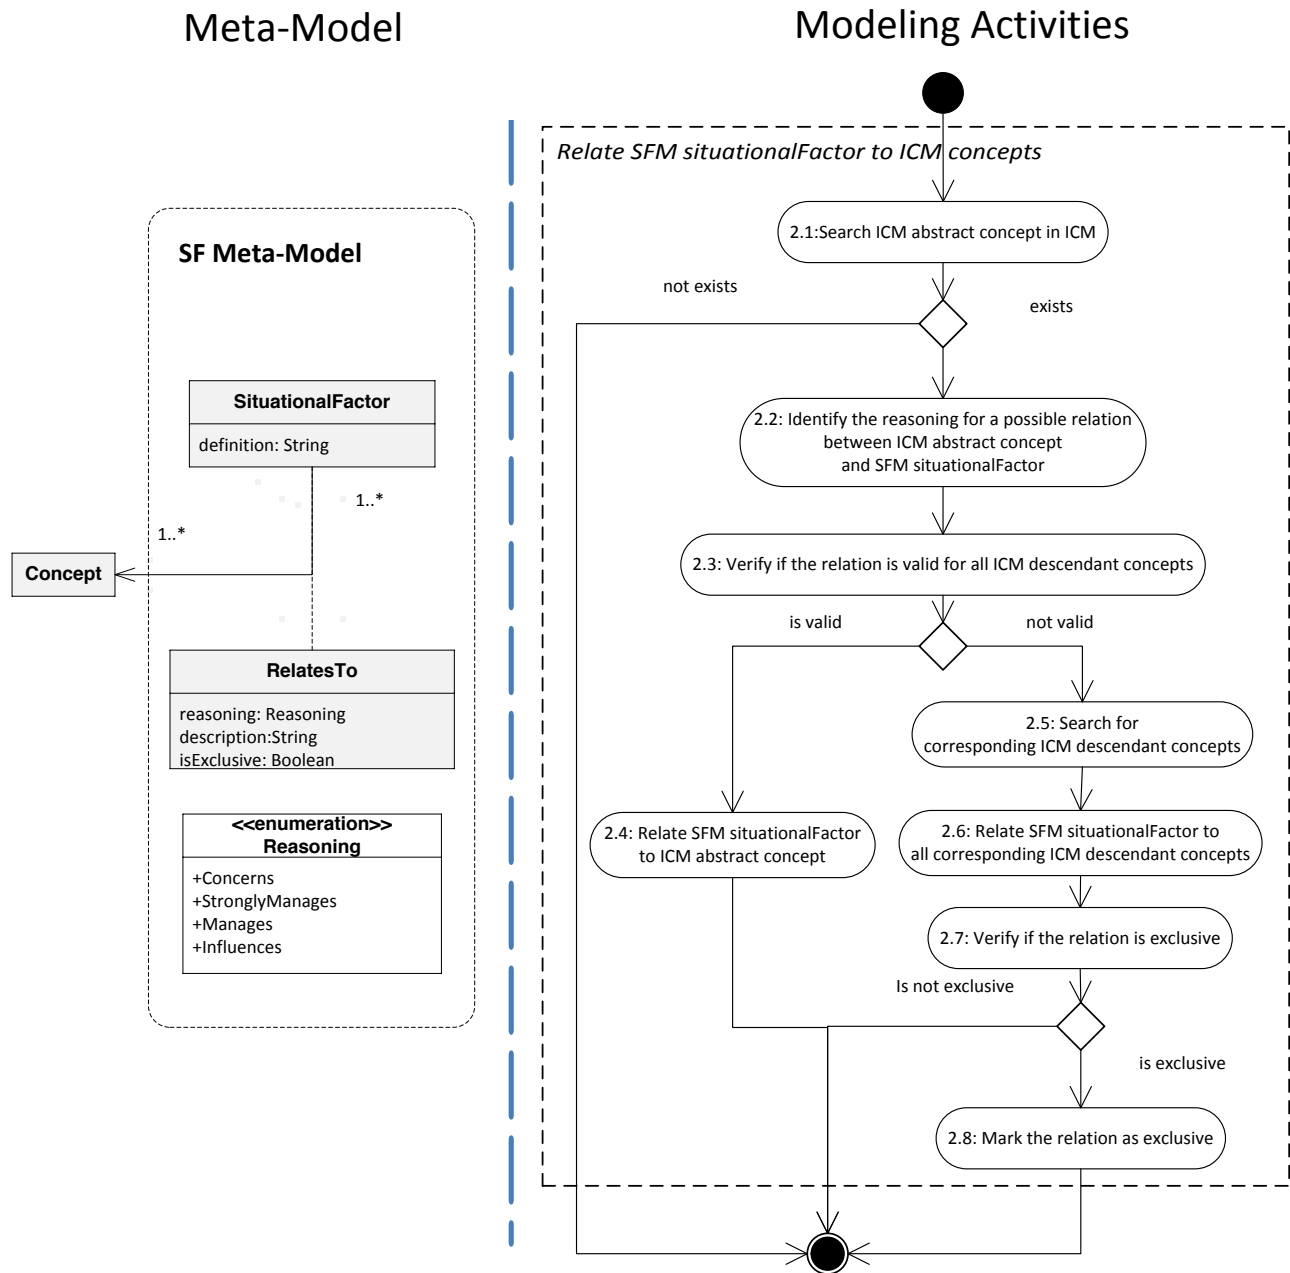 Meta-Model
Modeling Activities
SF Meta-Model
SituationalFactor
definition: String
1..*
1..*
Concept
RelatesTo
reasoning: Reasoning
description:String
isExclusive: Boolean
<<enumeration>>
Reasoning
+Concerns
+StronglyManages
+Manages
+Influences
Relate SFM situationalFactor to ICM concepts
2.1:Search ICM abstract concept in ICM
not exists
exists
2.2: Identify the reasoning for a possible relation
between ICM abstract concept
and SFM situationalFactor
2.3: Verify if the relation is valid for all ICM descendant concepts
is valid
not valid
2.5: Search for
corresponding ICM descendant concepts
2.4: Relate SFM situationalFactor
to ICM abstract concept
2.6: Relate SFM situationalFactor to
all corresponding ICM descendant concepts
2.7: Verify if the relation is exclusive
Is not exclusive
is exclusive
2.8: Mark the relation as exclusive